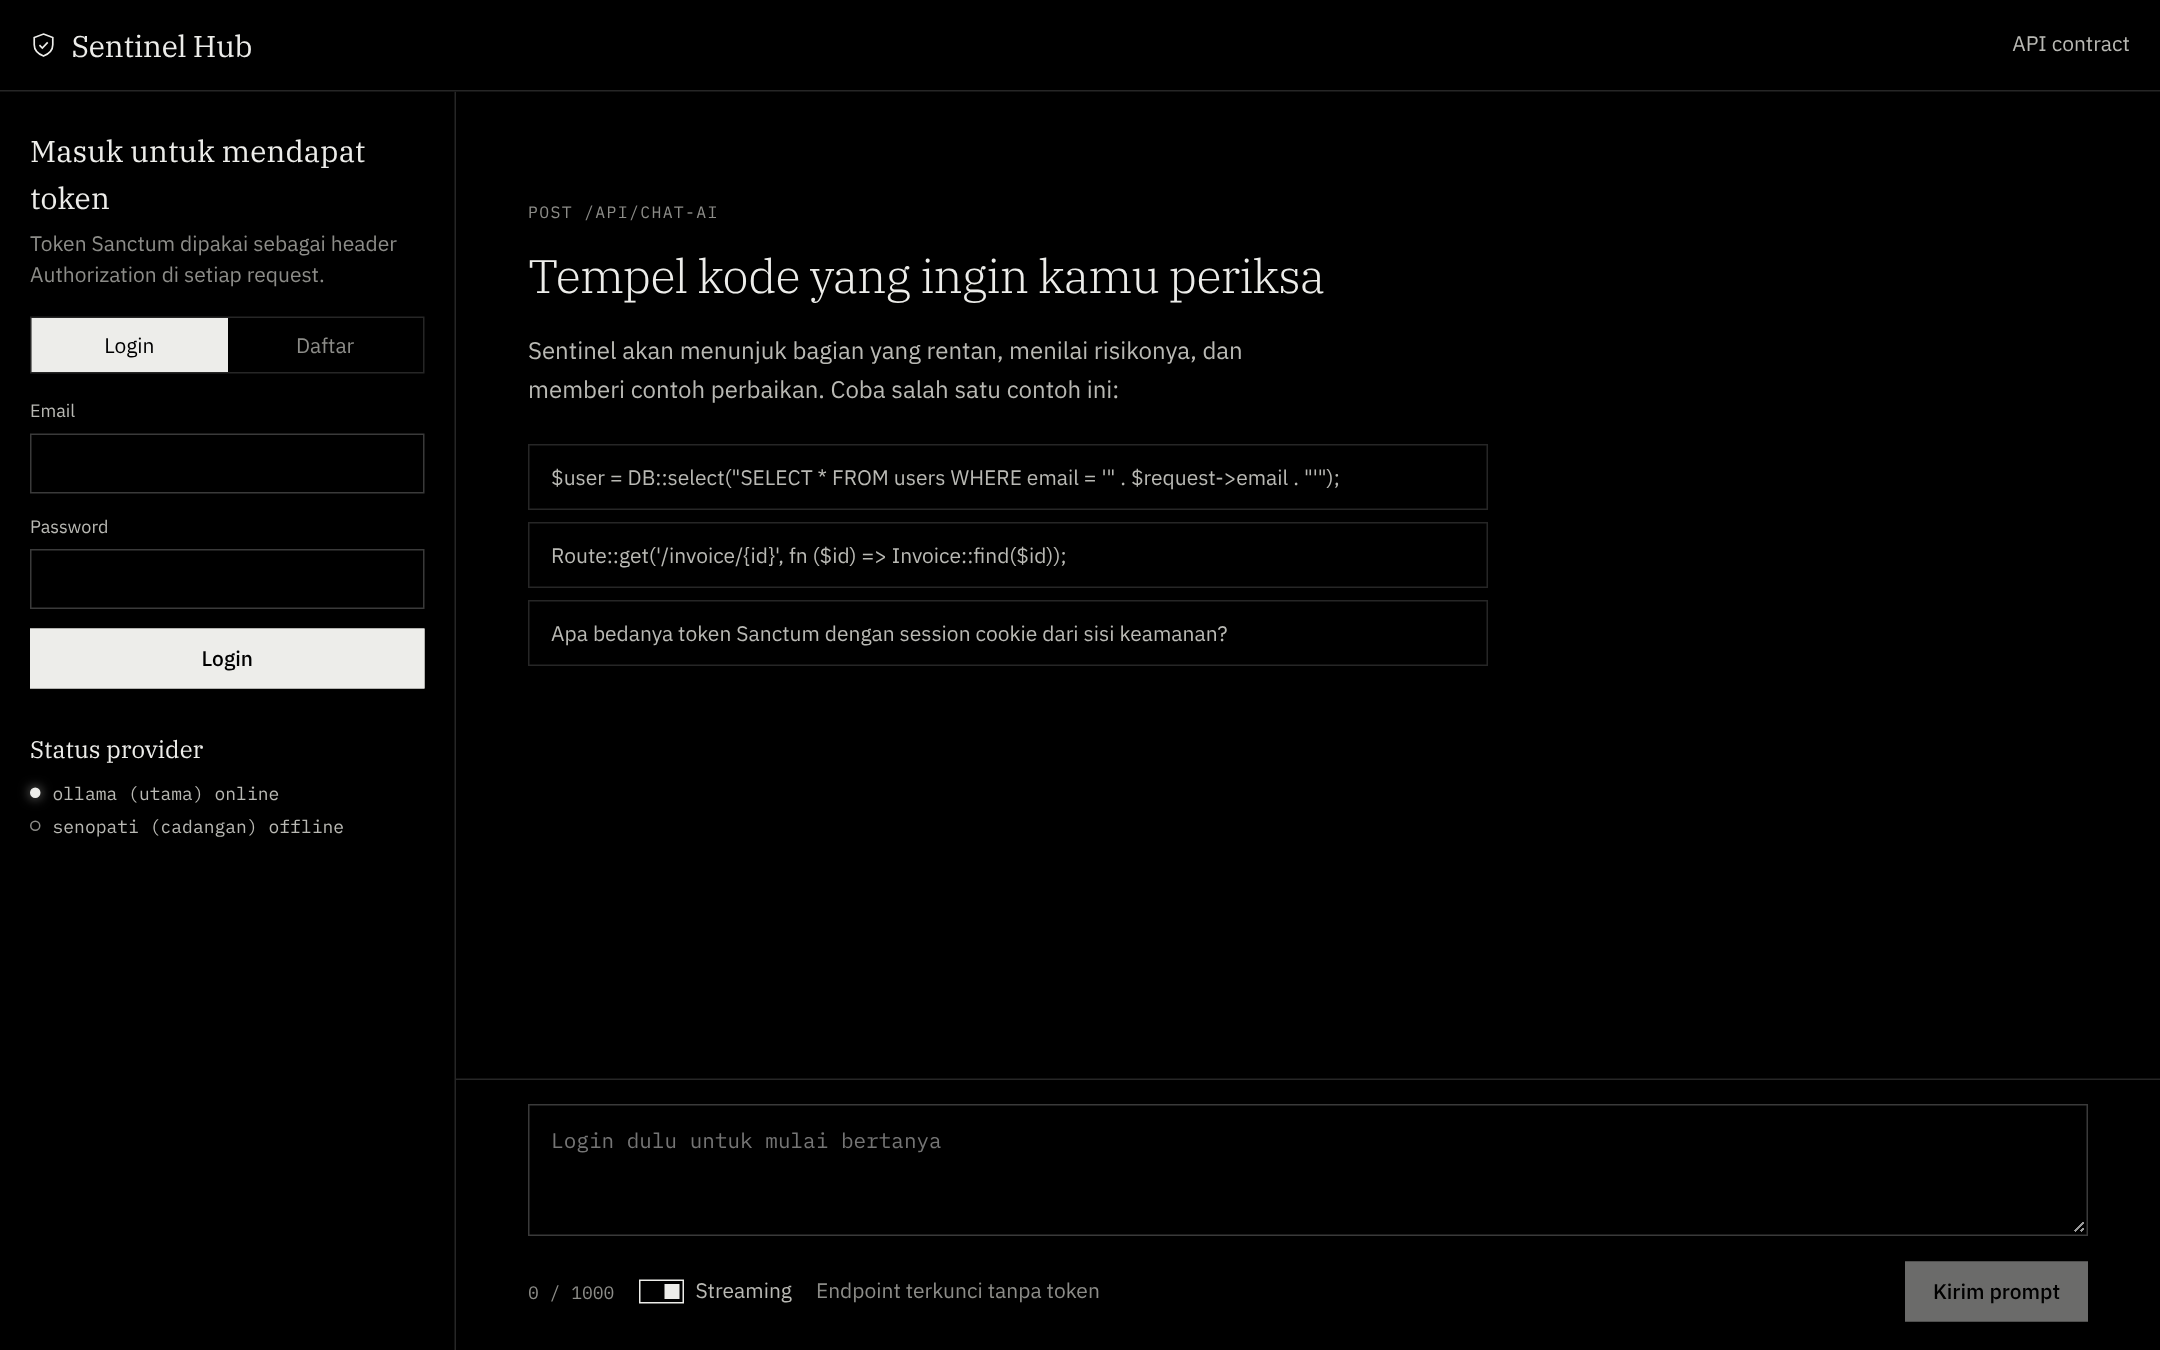 Sentinel Hub
API contract
Masuk untuk mendapat
token
Token Sanctum dipakai sebagai header
Authorization di setiap request.
Login
Daftar
Email
Password
Login
Status provider
ollama (utama) online
senopati (cadangan) offline
POST /API/CHAT-AI
Tempel kode yang ingin kamu periksa
Sentinel akan menunjuk bagian yang rentan, menilai risikonya, dan
memberi contoh perbaikan. Coba salah satu contoh ini:
$user = DB::select("SELECT * FROM users WHERE email = '" . $request->email . "'");
Route::get('/invoice/{id}', fn ($id) => Invoice::find($id));
Apa bedanya token Sanctum dengan session cookie dari sisi keamanan?
Login dulu untuk mulai bertanya
0 / 1000
Streaming
Endpoint terkunci tanpa token
Kirim prompt